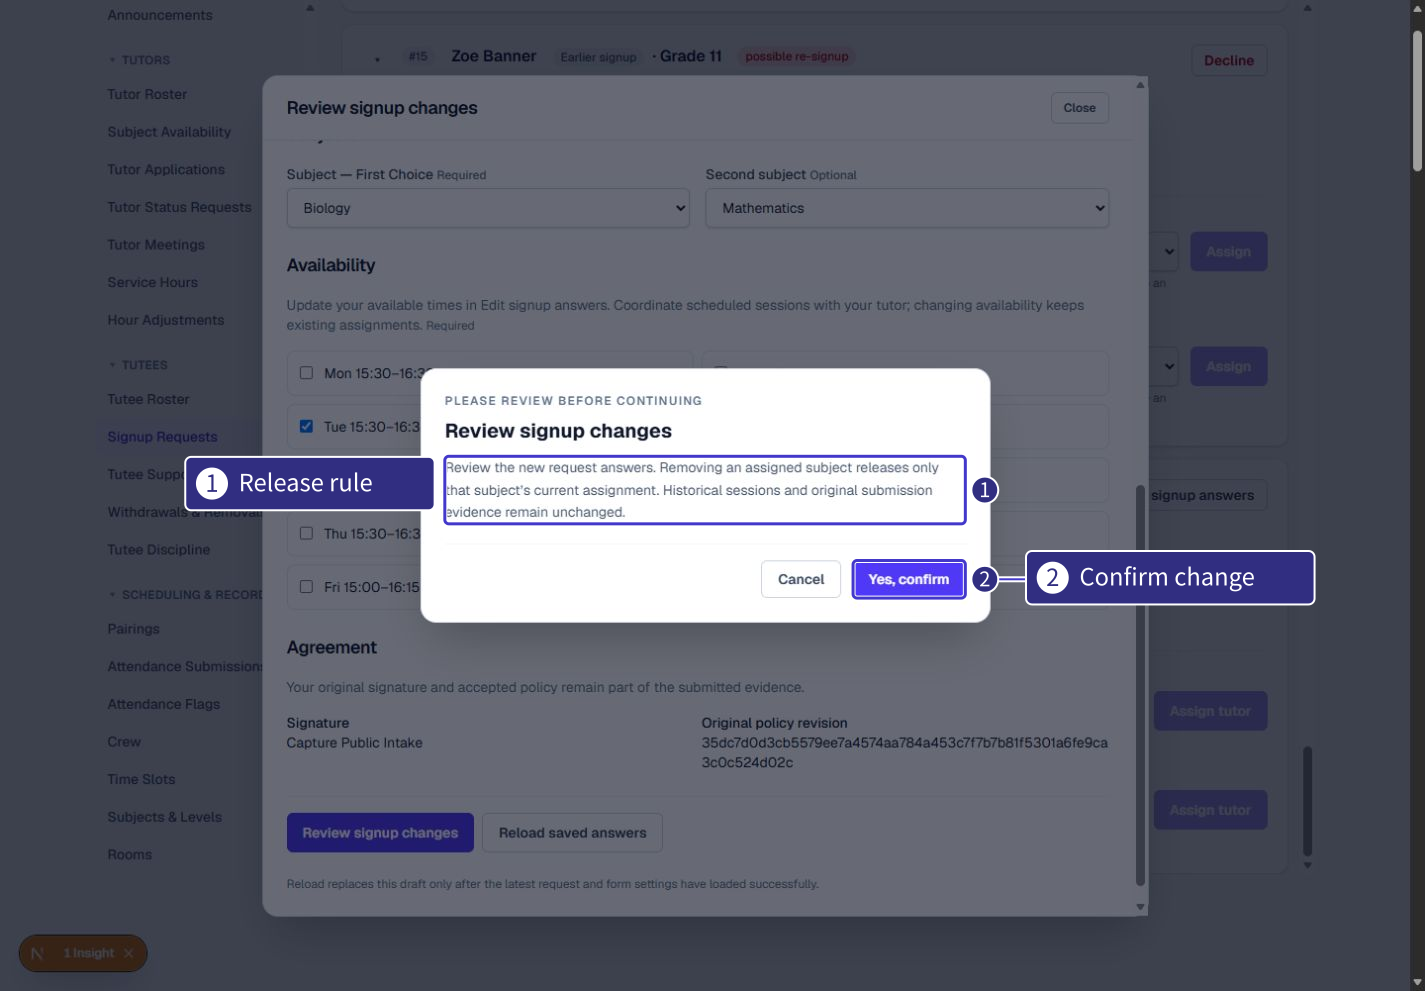 Announcements
TUTORS
Tutor Roster
Subject Availability
Tutor Applications
Tutor Status Requests
Tutor Meetings
Service Hours
Hour Adjustments
TUTEES
Tutee Roster
Signup Requests
Tutee Supp
Withdrawals & Removal
Tutee Discipline
SCHEDULING & RECORD
Pairings
Attendance Submissions
Attendance Flags
Crew
Time Slots
Subjects & Levels
Rooms
1 Insight
#15 Zoe Banner Earlier signup · Grade 11 possible re-signup
Decline
Assign
an
Assign
an
signup answers
Assign tutor
Assign tutor
Review signup changes
Close
Subject — First Choice Required
Second subject Optional
Biology
Mathematics
Availability
Update your available times in Edit signup answers. Coordinate scheduled sessions with your tutor; changing availability keeps
existing assignments. Required
Mon 15:30–16:30
Tue 15:30–16:3
Thu 15:30–16:3
Fri 15:00–16:15
PLEASE REVIEW BEFORE CONTINUING
Review signup changes
Review the new request answers. Removing an assigned subject releases only
that subject's current assignment. Historical sessions and original submission
evidence remain unchanged.
Cancel
Yes, confirm
1 Release rule
1
2
2 Confirm change
Agreement
Your original signature and accepted policy remain part of the submitted evidence.
Signature
Capture Public Intake
Original policy revision
35dc7d0d3cb5579ee7a4574aa784a453c7f7b7b81f5301a6fe9ca
3c0c524d02c
Review signup changes
Reload saved answers
Reload replaces this draft only after the latest request and form settings have loaded successfully.